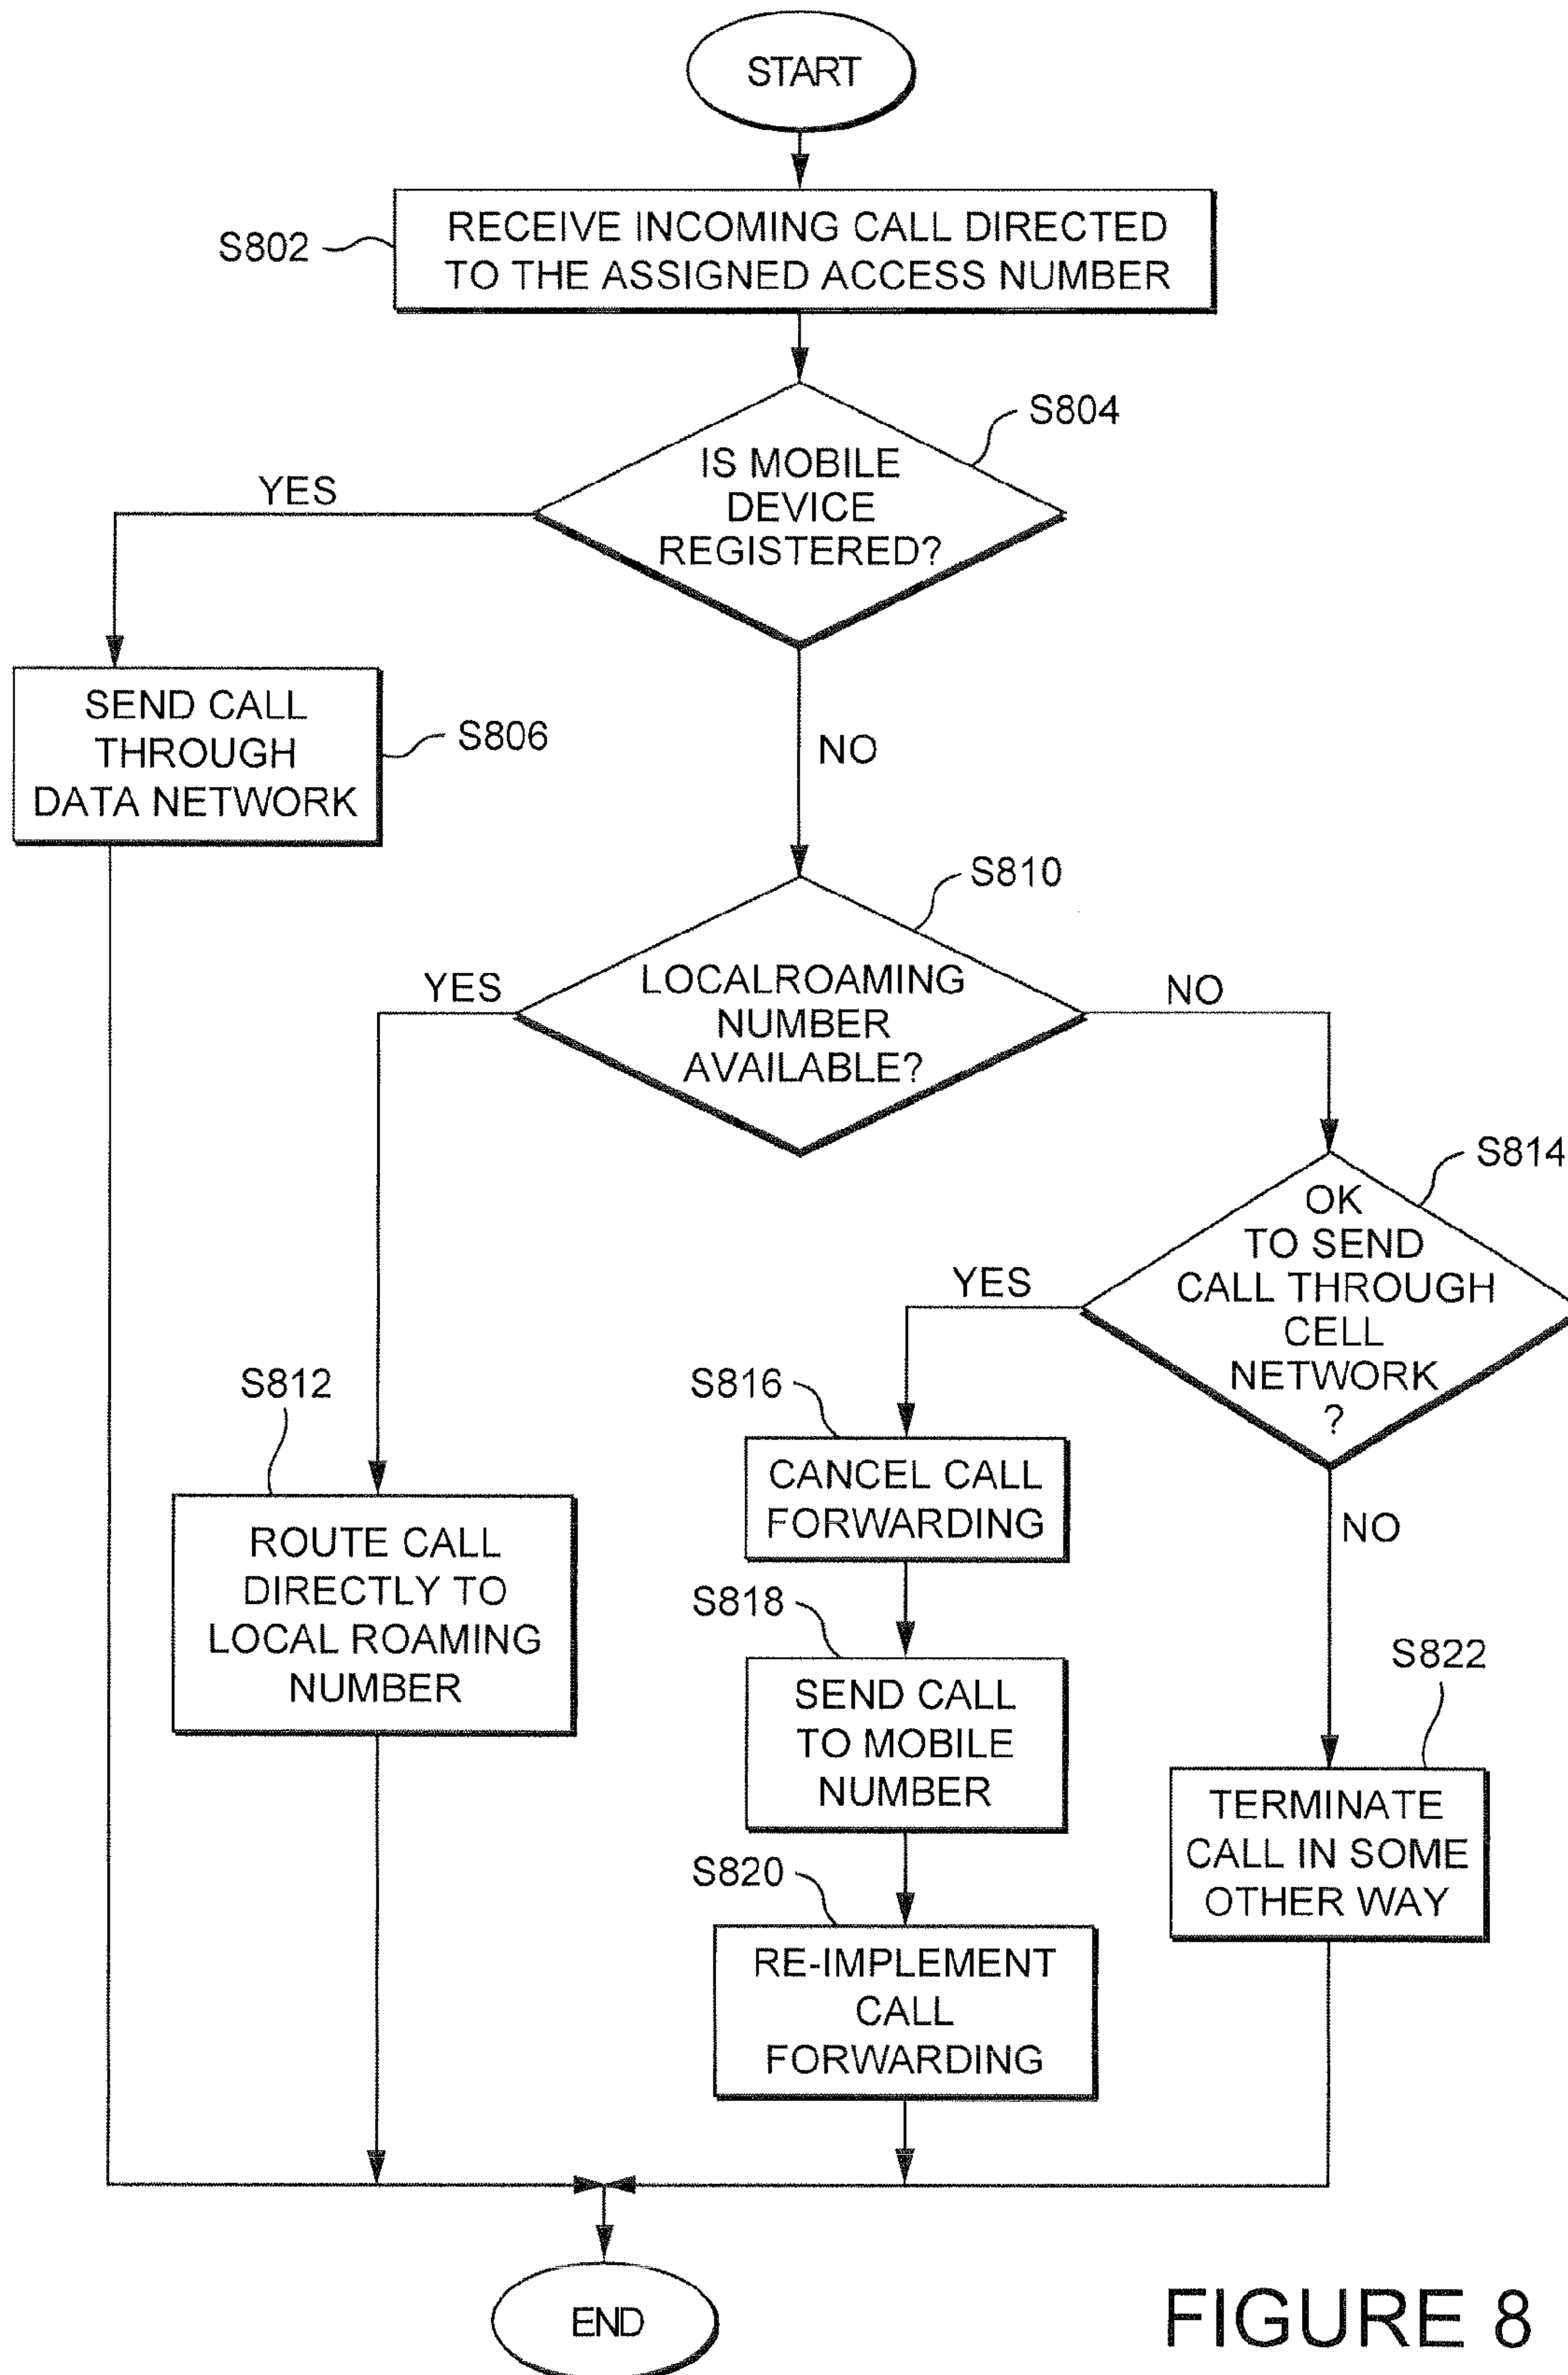 START
S802
RECEIVE INCOMING CALL DIRECTED
TO THE ASSIGNED ACCESS NUMBER
S804
IS MOBILE
DEVICE
REGISTERED?
YES
SEND CALL
THROUGH
DATA NETWORK
S806
NO
S810
LOCALROAMING
NUMBER
AVAILABLE?
YES
NO
S814
OK
TO SEND
CALL THROUGH
CELL
NETWORK
?
YES
NO
S812
ROUTE CALL
DIRECTLY TO
LOCAL ROAMING
NUMBER
S816
CANCEL CALL
FORWARDING
S818
SEND CALL
TO MOBILE
NUMBER
S820
RE-IMPLEMENT
CALL
FORWARDING
S822
TERMINATE
CALL IN SOME
OTHER WAY
END
FIGURE 8